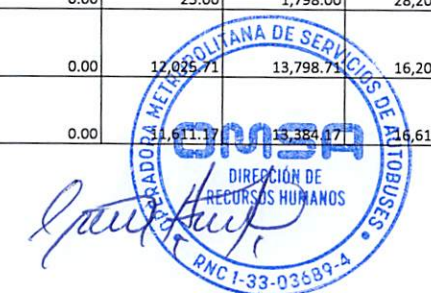 0.00 25.00 1,798.00 28,20
0.00 12,025.71 13,798.71 16,20
0.00 11,611.17 13,384.17 16,61
OPERADORA METROPOLITANA DE SERVICIOS DE AUTOBUSES
OMSA
DIRECCIÓN DE
RECURSOS HUMANOS
RNC 1-33-03689-4